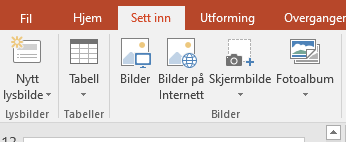 Fil Hjem Sett inn Utforming Overganger
Nytt lysbilde
Tabell
Bilder
Bilder på Internett
Skjermbilde
Fotoalbum
Lysbilder Tabeller Bilder